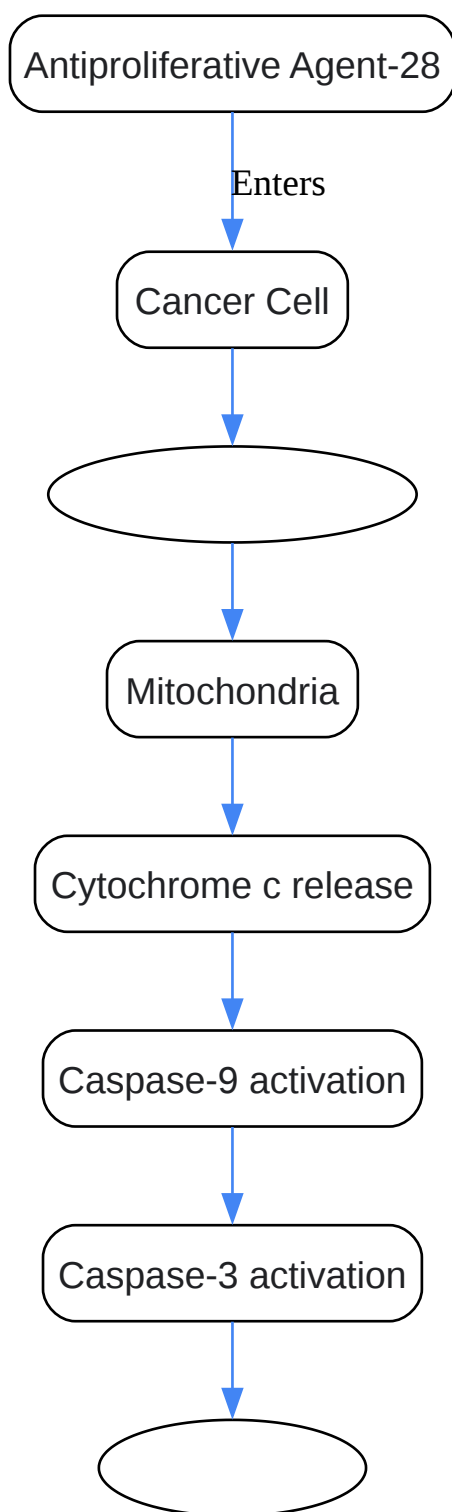 Antiproliferative Agent-28
Enters
Cancer Cell
Mitochondria
Cytochrome c release
Caspase-9 activation
Caspase-3 activation